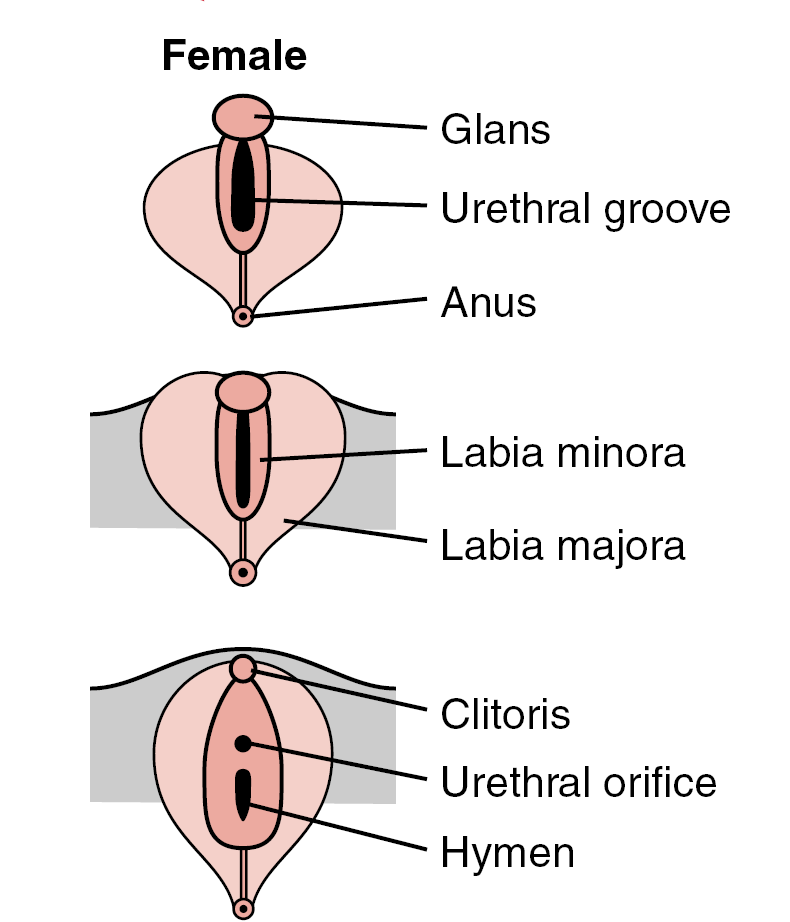 Female
Glans
Urethral groove
Anus
Labia minora
Labia majora
Clitoris
Urethral orifice
Hymen